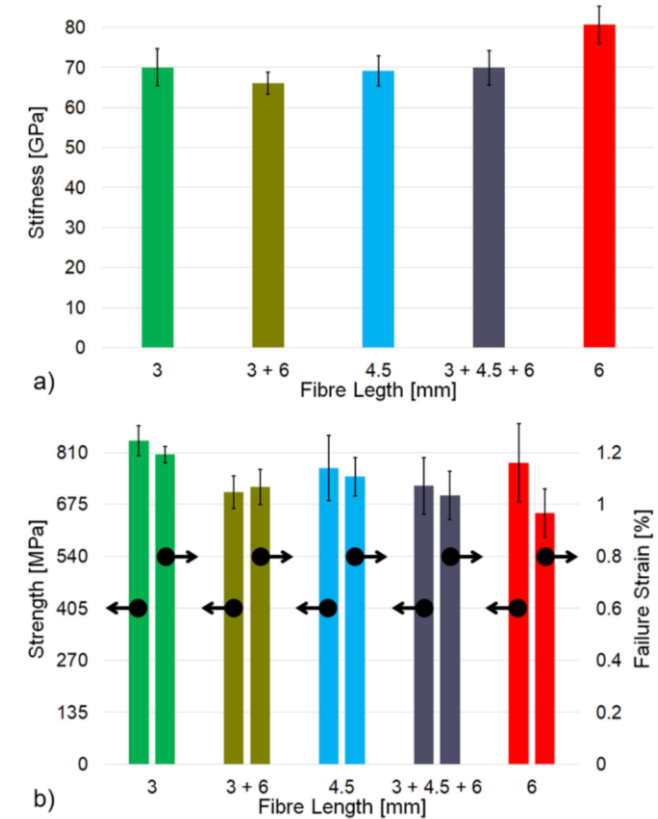 80
70
60
50
40
30
20
10
0
Stifness [GPa]
3 3 + 6 4.5 3 + 4.5 + 6 6
Fibre Legth [mm]
a)
810 1.2
675 1
540 0.8
405 0.6
270 0.4
135 0.2
0 0
Strength [MPa]
Failure Strain [%]
3 3 + 6 4.5 3 + 4.5 + 6 6
Fibre Length [mm]
b)